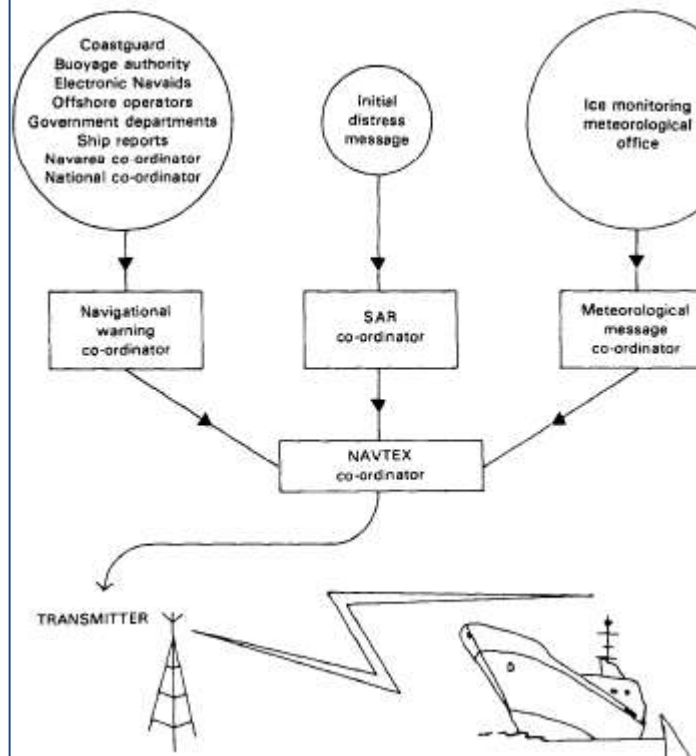 Coastguard
Buoyage authority
Electronic Navaids
Offshore operators
Government departments
Ship reports
Navarea co-ordinator
National co-ordinator
Initial
distress
message
Ice monitoring
meteorological
office
Navigational
warning
co-ordinator
SAR
co-ordinator
Meteorological
message
co-ordinator
NAVTEX
co-ordinator
TRANSMITTER